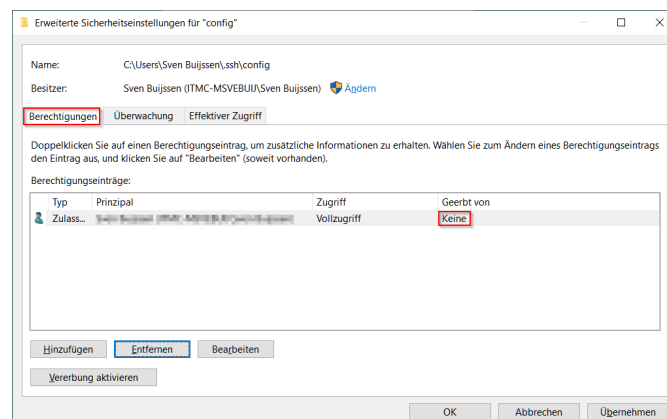 Erweiterte Sicherheitseinstellungen für "config"
Name: C:\Users\Sven Buijssen\.ssh\config
Besitzer: Sven Buijssen (ITMC-MSVEBUIJ\Sven Buijssen) Ändern
Berechtigungen Überwachung Effektiver Zugriff
Doppelklicken Sie auf einen Berechtigungseintrag, um zusätzliche Informationen zu erhalten. Wählen Sie zum Ändern eines Berechtigungseintrags
den Eintrag aus, und klicken Sie auf "Bearbeiten" (soweit vorhanden).
Berechtigungseinträge:
Typ Prinzipal Zugriff Geerbt von
Zulass... Vollzugriff Keine
Hinzufügen Entfernen Bearbeiten
Vererbung aktivieren
OK Abbrechen Übernehmen